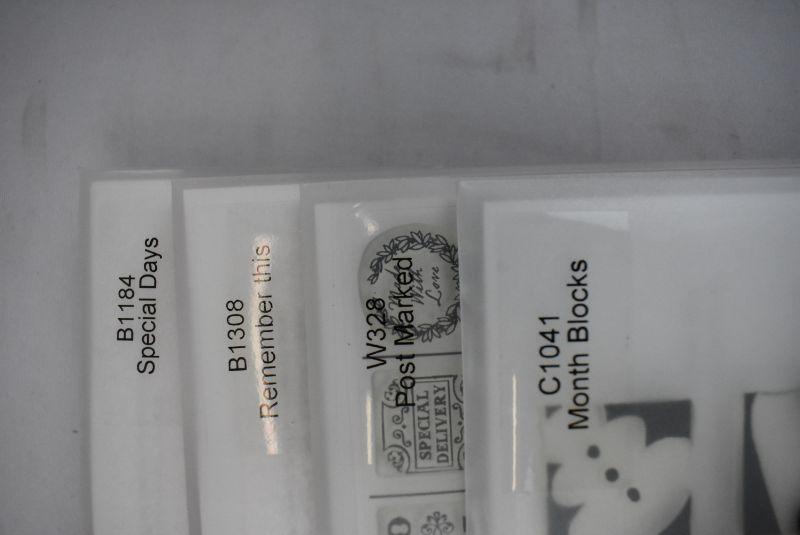 B1184
Special Days
B1308
Remember this
W328
Post Marked
With
Love
SPECIAL
DELIVERY
C1041
Month Blocks